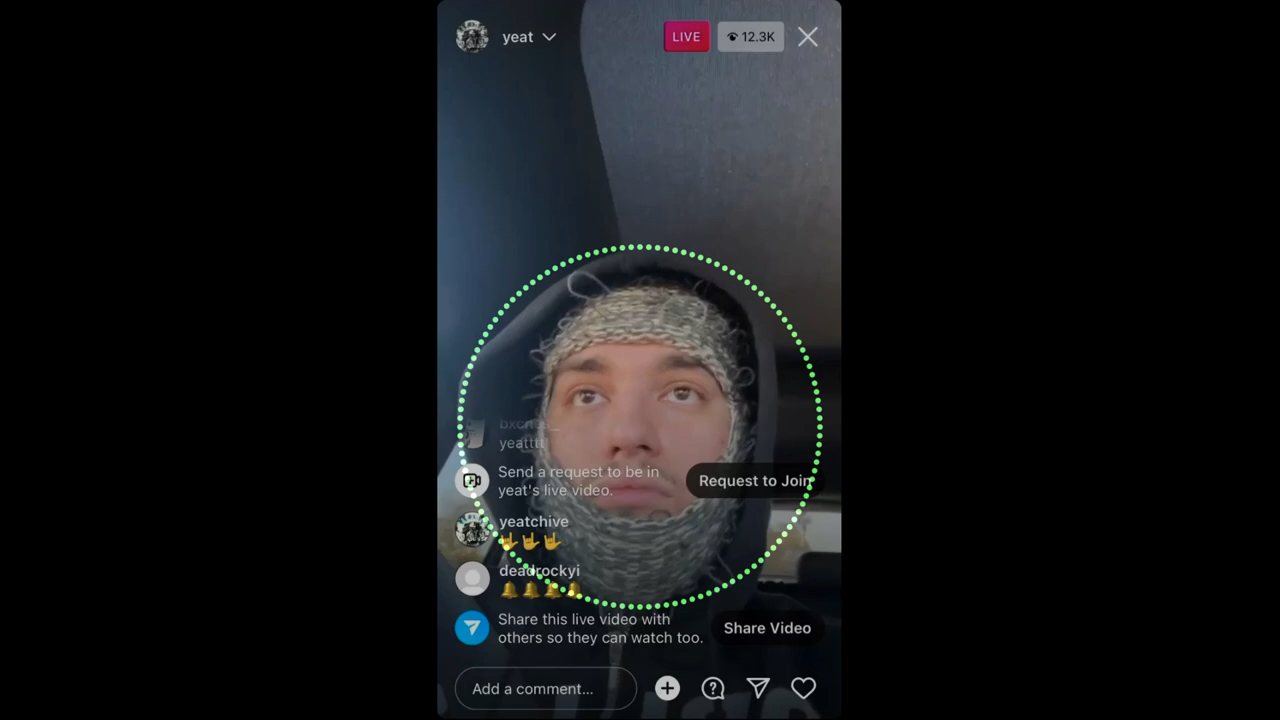 yeat
LIVE
12.3K
yeatttt
Send a request to be in
yeat's live video.
Request to Join
yeatchive
🤟🤟🤟
deadrockyi
🔔🔔🔔🔔
Share this live video with
others so they can watch too.
Share Video
Add a comment...